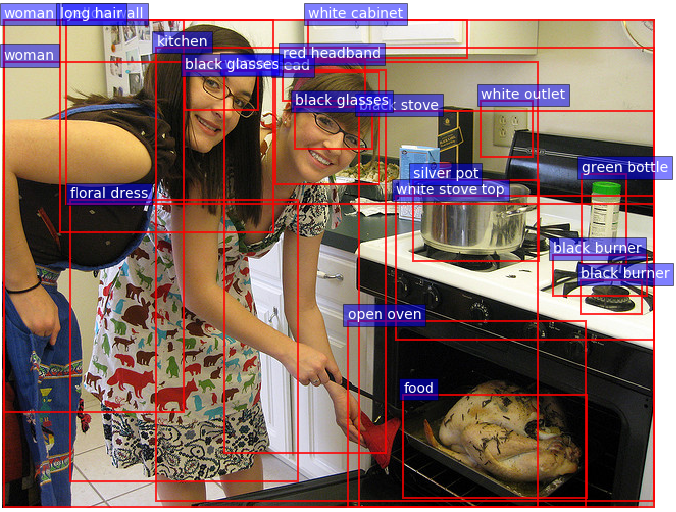 woman
long hair
all
white cabinet
kitchen
woman
red headband
black glasses
ead
black glasses
black stove
white outlet
silver pot
green bottle
white stove top
floral dress
black burner
black burner
open oven
food